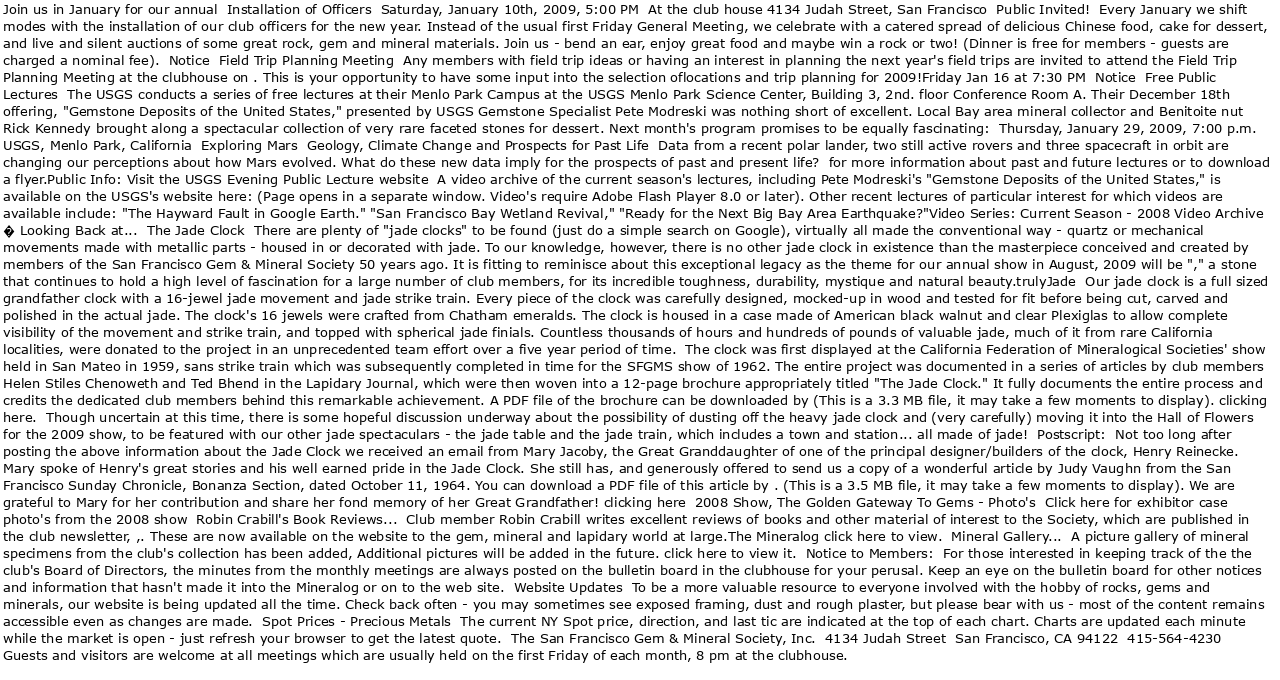 Join us in January for our annual  Installation of Officers  Saturday, January 10th, 2009, 5:00 PM  At the club house 4134 Judah Street, San Francisco  Public Invited!  Every January we shift
modes with the installation of our club officers for the new year. Instead of the usual first Friday General Meeting, we celebrate with a catered spread of delicious Chinese food, cake for dessert,
and live and silent auctions of some great rock, gem and mineral materials. Join us - bend an ear, enjoy great food and maybe win a rock or two! (Dinner is free for members - guests are
charged a nominal fee).  Notice  Field Trip Planning Meeting  Any members with field trip ideas or having an interest in planning the next year's field trips are invited to attend the Field Trip
Planning Meeting at the clubhouse on . This is your opportunity to have some input into the selection oflocations and trip planning for 2009!Friday Jan 16 at 7:30 PM  Notice  Free Public
Lectures  The USGS conducts a series of free lectures at their Menlo Park Campus at the USGS Menlo Park Science Center, Building 3, 2nd. floor Conference Room A. Their December 18th
offering, "Gemstone Deposits of the United States," presented by USGS Gemstone Specialist Pete Modreski was nothing short of excellent. Local Bay area mineral collector and Benitoite nut
Rick Kennedy brought along a spectacular collection of very rare faceted stones for dessert. Next month's program promises to be equally fascinating:  Thursday, January 29, 2009, 7:00 p.m.
USGS, Menlo Park, California  Exploring Mars  Geology, Climate Change and Prospects for Past Life  Data from a recent polar lander, two still active rovers and three spacecraft in orbit are
changing our perceptions about how Mars evolved. What do these new data imply for the prospects of past and present life?  for more information about past and future lectures or to download
a flyer.Public Info: Visit the USGS Evening Public Lecture website  A video archive of the current season's lectures, including Pete Modreski's "Gemstone Deposits of the United States," is
available on the USGS's website here: (Page opens in a separate window. Video's require Adobe Flash Player 8.0 or later). Other recent lectures of particular interest for which videos are
available include: "The Hayward Fault in Google Earth." "San Francisco Bay Wetland Revival," "Ready for the Next Big Bay Area Earthquake?"Video Series: Current Season - 2008 Video Archive
� Looking Back at...  The Jade Clock  There are plenty of "jade clocks" to be found (just do a simple search on Google), virtually all made the conventional way - quartz or mechanical
movements made with metallic parts - housed in or decorated with jade. To our knowledge, however, there is no other jade clock in existence than the masterpiece conceived and created by
members of the San Francisco Gem & Mineral Society 50 years ago. It is fitting to reminisce about this exceptional legacy as the theme for our annual show in August, 2009 will be "," a stone
that continues to hold a high level of fascination for a large number of club members, for its incredible toughness, durability, mystique and natural beauty.trulyJade  Our jade clock is a full sized
grandfather clock with a 16-jewel jade movement and jade strike train. Every piece of the clock was carefully designed, mocked-up in wood and tested for fit before being cut, carved and
polished in the actual jade. The clock's 16 jewels were crafted from Chatham emeralds. The clock is housed in a case made of American black walnut and clear Plexiglas to allow complete
visibility of the movement and strike train, and topped with spherical jade finials. Countless thousands of hours and hundreds of pounds of valuable jade, much of it from rare California
localities, were donated to the project in an unprecedented team effort over a five year period of time.  The clock was first displayed at the California Federation of Mineralogical Societies' show
held in San Mateo in 1959, sans strike train which was subsequently completed in time for the SFGMS show of 1962. The entire project was documented in a series of articles by club members
Helen Stiles Chenoweth and Ted Bhend in the Lapidary Journal, which were then woven into a 12-page brochure appropriately titled "The Jade Clock." It fully documents the entire process and
credits the dedicated club members behind this remarkable achievement. A PDF file of the brochure can be downloaded by (This is a 3.3 MB file, it may take a few moments to display). clicking
here.  Though uncertain at this time, there is some hopeful discussion underway about the possibility of dusting off the heavy jade clock and (very carefully) moving it into the Hall of Flowers
for the 2009 show, to be featured with our other jade spectaculars - the jade table and the jade train, which includes a town and station... all made of jade!  Postscript:  Not too long after
posting the above information about the Jade Clock we received an email from Mary Jacoby, the Great Granddaughter of one of the principal designer/builders of the clock, Henry Reinecke.
Mary spoke of Henry's great stories and his well earned pride in the Jade Clock. She still has, and generously offered to send us a copy of a wonderful article by Judy Vaughn from the San
Francisco Sunday Chronicle, Bonanza Section, dated October 11, 1964. You can download a PDF file of this article by . (This is a 3.5 MB file, it may take a few moments to display). We are
grateful to Mary for her contribution and share her fond memory of her Great Grandfather! clicking here  2008 Show, The Golden Gateway To Gems - Photo's  Click here for exhibitor case
photo's from the 2008 show  Robin Crabill's Book Reviews...  Club member Robin Crabill writes excellent reviews of books and other material of interest to the Society, which are published in
the club newsletter, ,. These are now available on the website to the gem, mineral and lapidary world at large.The Mineralog click here to view.  Mineral Gallery...  A picture gallery of mineral
specimens from the club's collection has been added, Additional pictures will be added in the future. click here to view it.  Notice to Members:  For those interested in keeping track of the the
club's Board of Directors, the minutes from the monthly meetings are always posted on the bulletin board in the clubhouse for your perusal. Keep an eye on the bulletin board for other notices
and information that hasn't made it into the Mineralog or on to the web site.  Website Updates  To be a more valuable resource to everyone involved with the hobby of rocks, gems and
minerals, our website is being updated all the time. Check back often - you may sometimes see exposed framing, dust and rough plaster, but please bear with us - most of the content remains
accessible even as changes are made.  Spot Prices - Precious Metals  The current NY Spot price, direction, and last tic are indicated at the top of each chart. Charts are updated each minute
while the market is open - just refresh your browser to get the latest quote.  The San Francisco Gem & Mineral Society, Inc.  4134 Judah Street  San Francisco, CA 94122  415-564-4230
Guests and visitors are welcome at all meetings which are usually held on the first Friday of each month, 8 pm at the clubhouse.